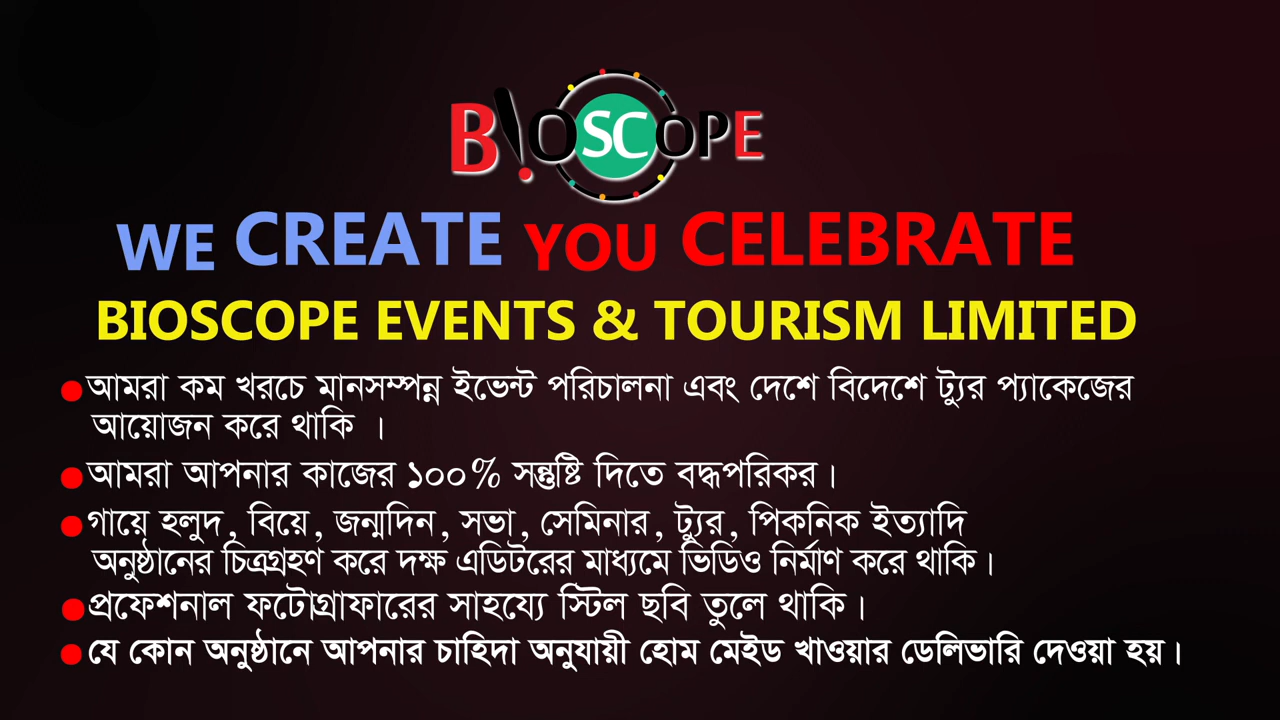 B!OSCOPE
WE CREATE YOU CELEBRATE
BIOSCOPE EVENTS & TOURISM LIMITED
আমরা কম খরচে মানসম্পন্ন ইভেন্ট পরিচালনা এবং দেশে বিদেশে ট্যুর প্যাকেজের
আয়োজন করে থাকি ।
আমরা আপনার কাজের ১০০% সন্তুষ্টি দিতে বদ্ধপরিকর।
গায়ে হলুদ, বিয়ে, জন্মদিন, সভা, সেমিনার, ট্যুর, পিকনিক ইত্যাদি
অনুষ্ঠানের চিত্রগ্রহণ করে দক্ষ এডিটরের মাধ্যমে ভিডিও নির্মাণ করে থাকি।
প্রফেশনাল ফটোগ্রাফারের সাহয্যে স্টিল ছবি তুলে থাকি।
যে কোন অনুষ্ঠানে আপনার চাহিদা অনুযায়ী হোম মেইড খাওয়ার ডেলিভারি দেওয়া হয়।